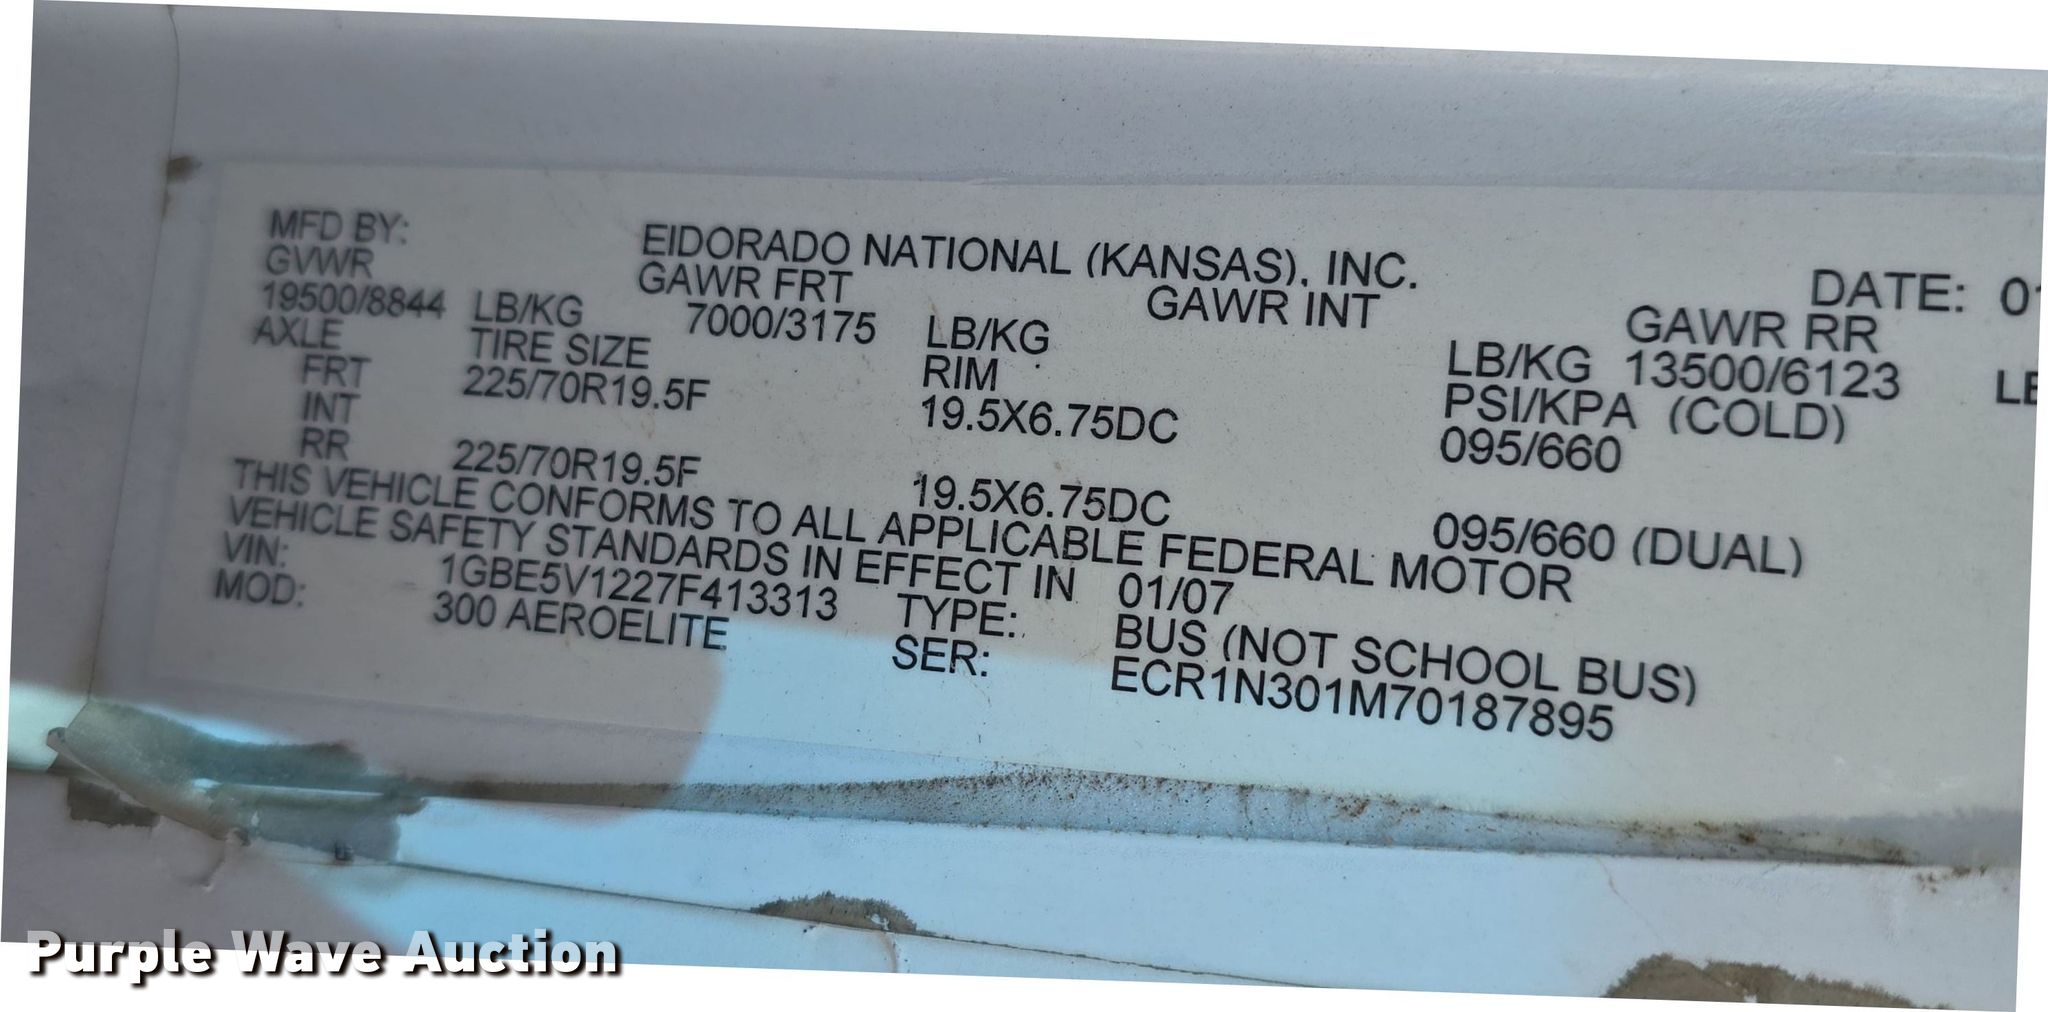 MFD BY: EIDORADO NATIONAL (KANSAS), INC. DATE: 01
GVWR GAWR FRT GAWR INT GAWR RR
19500/8844 LB/KG 7000/3175 LB/KG LB/KG 13500/6123
AXLE TIRE SIZE RIM PSI/KPA (COLD)
FRT 225/70R19.5F 19.5X6.75DC 095/660
INT
RR 225/70R19.5F 19.5X6.75DC 095/660 (DUAL)
THIS VEHICLE CONFORMS TO ALL APPLICABLE FEDERAL MOTOR
VEHICLE SAFETY STANDARDS IN EFFECT IN 01/07
VIN: 1GBE5V1227F413313 TYPE: BUS (NOT SCHOOL BUS)
MOD: 300 AEROELITE SER: ECR1N301M70187895
Purple Wave Auction